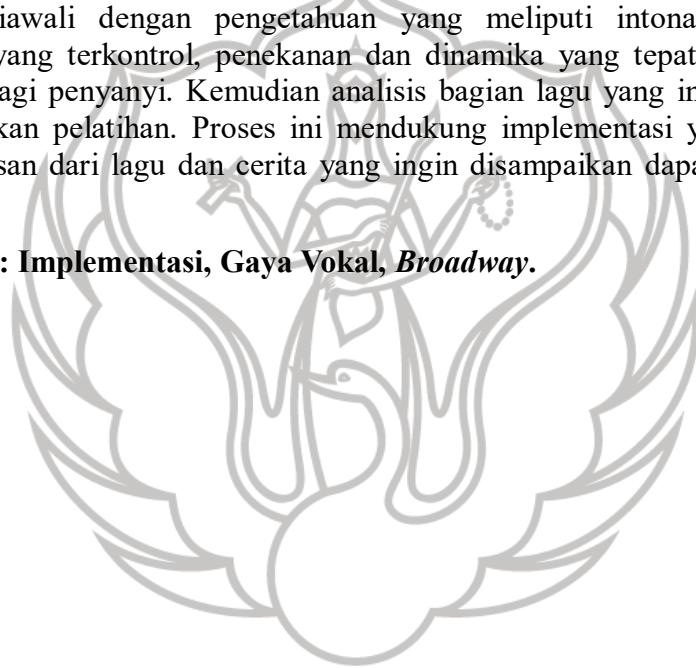 iawali dengan pengetahuan yang meliputi intona
yang terkontrol, penekanan dan dinamika yang tepat
agi penyanyi. Kemudian analisis bagian lagu yang in
kan pelatihan. Proses ini mendukung implementasi y
san dari lagu dan cerita yang ingin disampaikan dapa
: Implementasi, Gaya Vokal, Broadway.